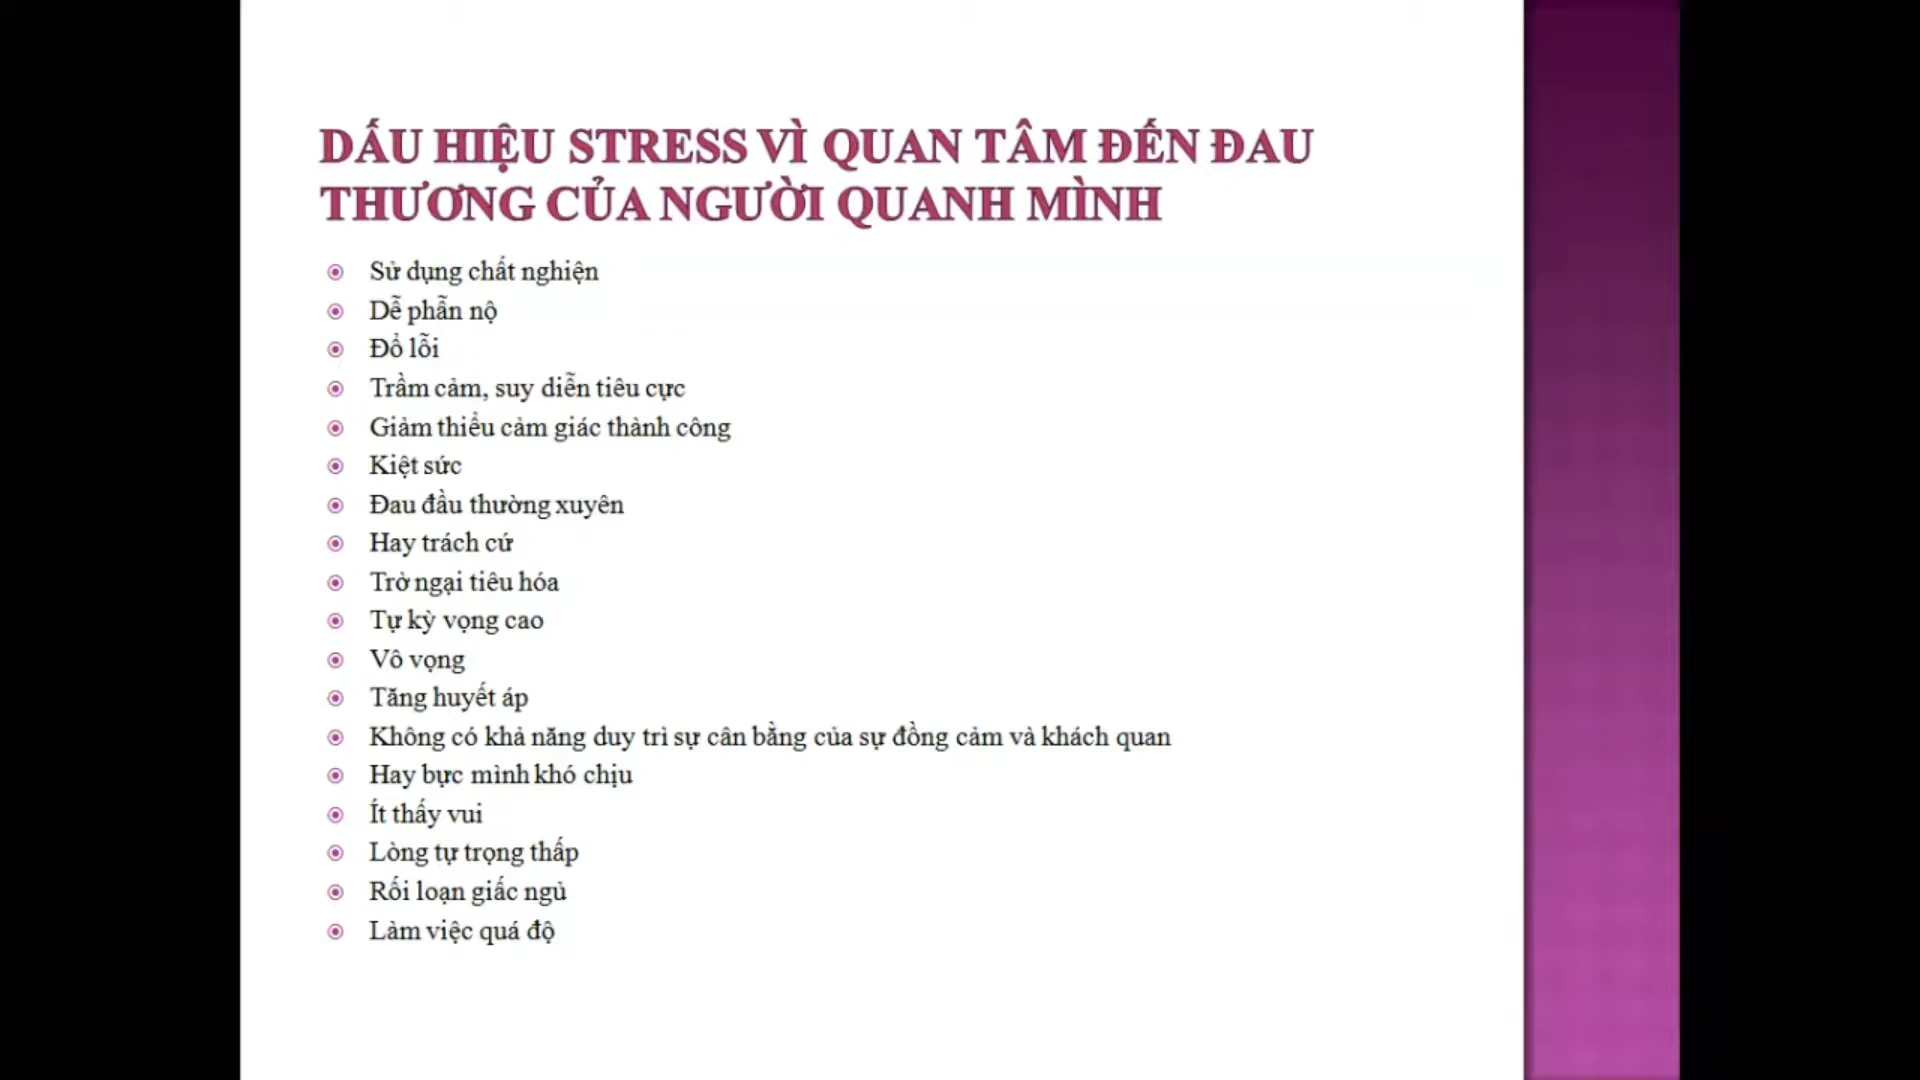 DẤU HIỆU STRESS VÌ QUAN TÂM ĐẾN ĐAU
THƯƠNG CỦA NGƯỜI QUANH MÌNH
Sử dụng chất nghiện
Dễ phẫn nộ
Đổ lỗi
Trầm cảm, suy diễn tiêu cực
Giảm thiểu cảm giác thành công
Kiệt sức
Đau đầu thường xuyên
Hay trách cứ
Trở ngại tiêu hóa
Tự kỳ vọng cao
Vô vọng
Tăng huyết áp
Không có khả năng duy trì sự cân bằng của sự đồng cảm và khách quan
Hay bực mình khó chịu
Ít thấy vui
Lòng tự trọng thấp
Rối loạn giấc ngủ
Làm việc quá độ